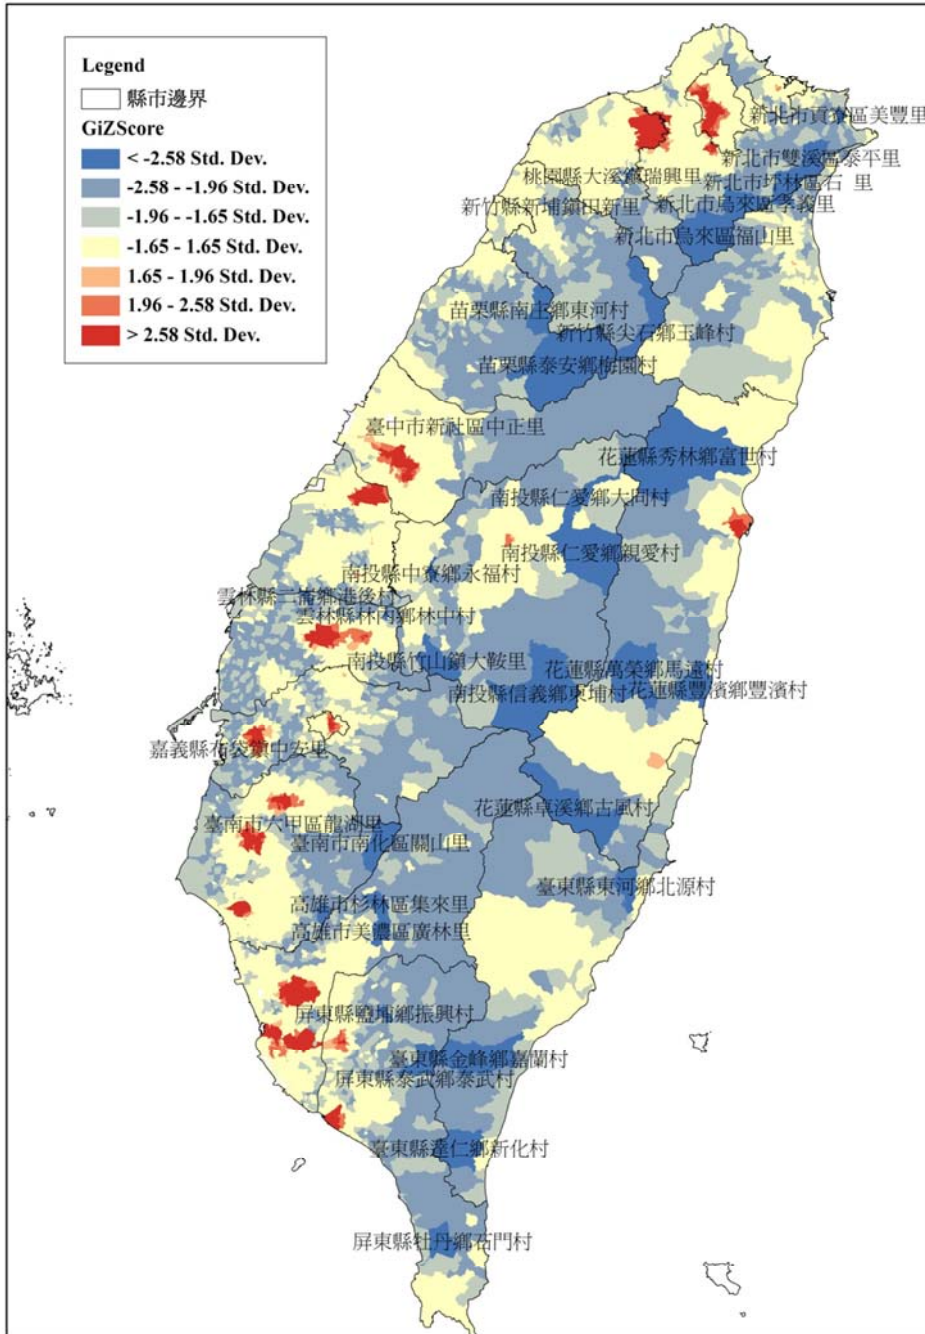 Legend
縣市邊界
GiZScore
< -2.58 Std. Dev.
-2.58 - -1.96 Std. Dev.
-1.96 - -1.65 Std. Dev.
-1.65 - 1.65 Std. Dev.
1.65 - 1.96 Std. Dev.
1.96 - 2.58 Std. Dev.
> 2.58 Std. Dev.
新北市貢寮區美豐里
新北市雙溪區泰平里
桃園縣大溪鎮瑞興里
新北市坪林區石 里
新竹縣新埔鎮田新里
新北市烏來區孝義里
新北市烏來區福山里
苗栗縣南庄鄉東河村
新竹縣尖石鄉玉峰村
苗栗縣泰安鄉梅園村
臺中市新社區中正里
花蓮縣秀林鄉富世村
南投縣仁愛鄉大同村
南投縣仁愛鄉親愛村
南投縣中寮鄉永福村
雲林縣二崙鄉港後村
雲林縣林內鄉林中村
南投縣竹山鎮大鞍里
花蓮縣萬榮鄉馬遠村
南投縣信義鄉東埔村
花蓮縣豐濱鄉豐濱村
嘉義縣布袋鎮中安里
花蓮縣卓溪鄉古風村
臺南市六甲區龍湖里
臺南市南化區關山里
臺東縣東河鄉北源村
高雄市杉林區集來里
高雄市美濃區廣林里
屏東縣鹽埔鄉振興村
臺東縣金峰鄉嘉蘭村
屏東縣泰武鄉泰武村
臺東縣達仁鄉新化村
屏東縣牡丹鄉石門村